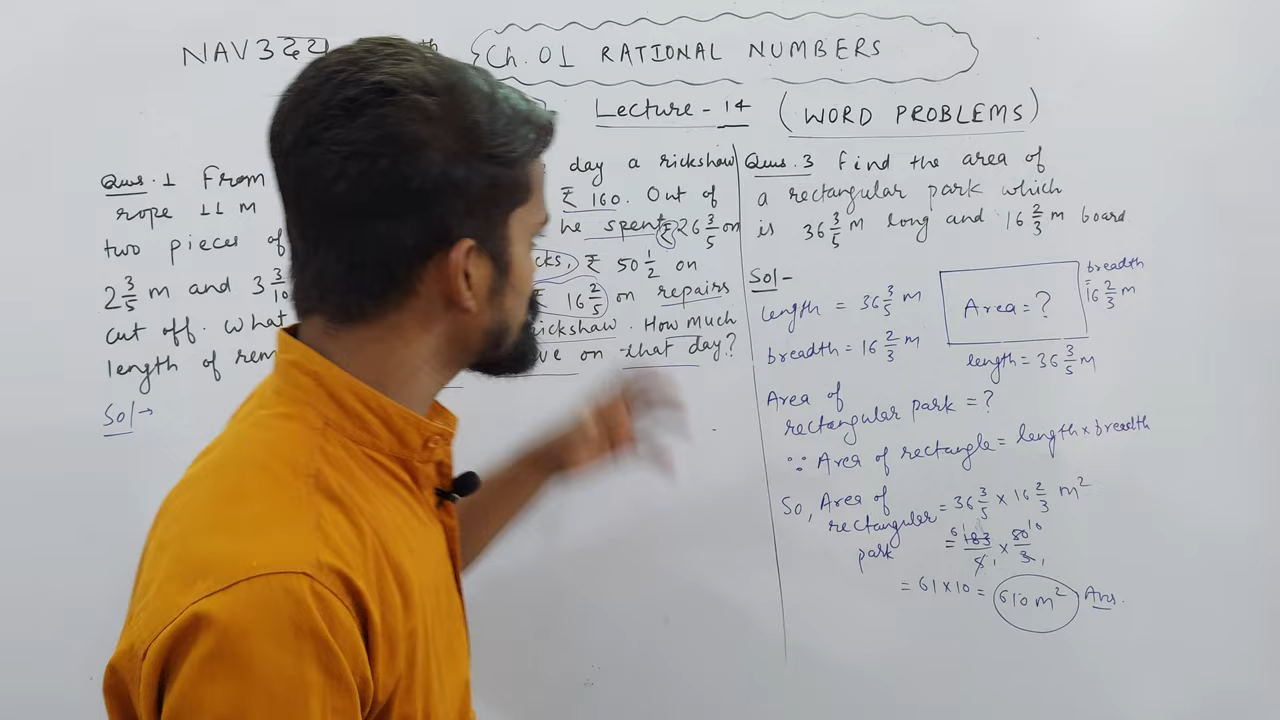 NAV3
Ch. 01 RATIONAL NUMBERS
Lecture - 14 (WORD PROBLEMS)
Ques. 1 From
rope 11 m
two pieces of
2 3/5 m and 3 3/10
cut off. What
length of rem
Sol →
day a rickshaw
₹ 160. Out of
he spent ₹ 26 3/5 on
cks, ₹ 50 1/2 on
₹ 16 2/5 on repairs
rickshaw. How much
ve on that day?
Ques. 3 Find the area of
a rectangular park which
is 36 3/5 m long and 16 2/3 m board
Sol -
length = 36 3/5 m
breadth = 16 2/3 m
Area = ?
breadth
= 16 2/3 m
length = 36 3/5 m
Area of
rectangular park = ?
∵ Area of rectangle = length × breadth
So, Area of
rectangular park = 36 3/5 × 16 2/3 m²
= 183/5 × 50/3
= 61 × 10 = 610 m² Ans.